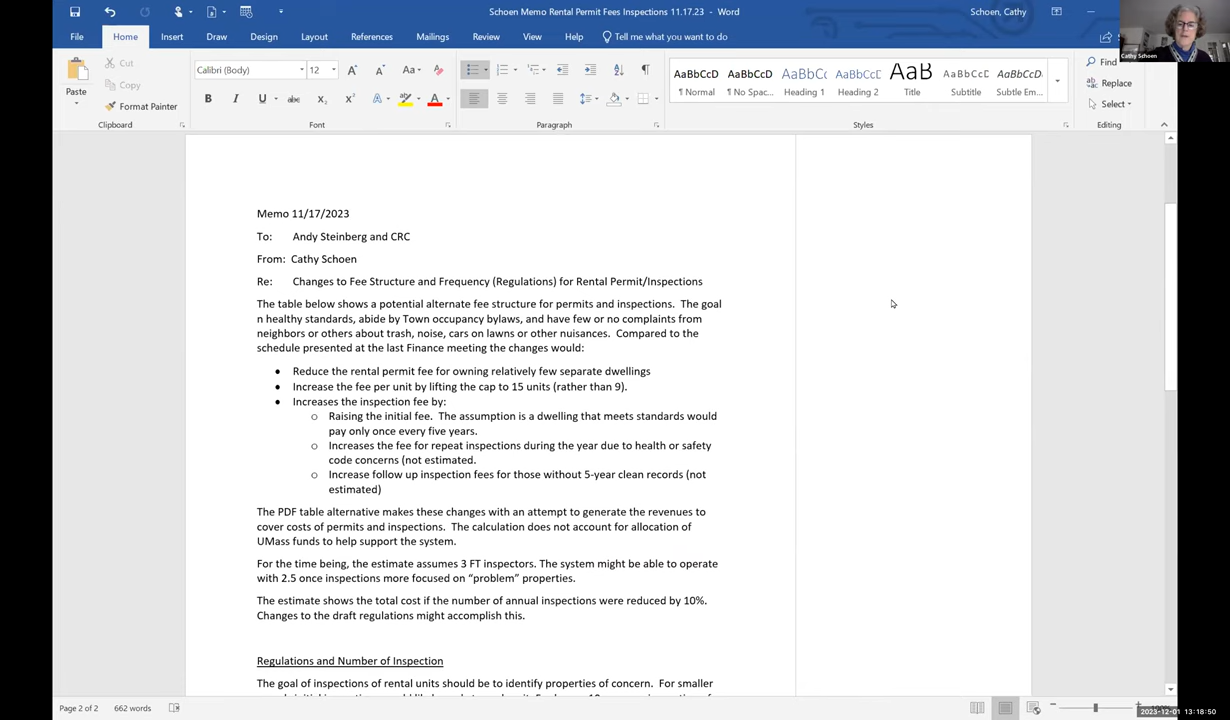 Schoen Memo Rental Permit Fees Inspections 11.17.23 - Word
Schoen, Cathy
File Home Insert Draw Design Layout References Mailings Review View Help Tell me what you want to do
Cathy Schoen
Paste
Cut
Copy
Format Painter
Clipboard
Calibri (Body) 12
Font
Paragraph
AaBbCcD AaBbCcD AaBbC AaBbCcD AaB AaBbCcD AaBbCcD
¶ Normal ¶ No Spac... Heading 1 Heading 2 Title Subtitle Subtle Em...
Styles
Find
Replace
Select
Editing
Memo 11/17/2023
To: Andy Steinberg and CRC
From: Cathy Schoen
Re: Changes to Fee Structure and Frequency (Regulations) for Rental Permit/Inspections
The table below shows a potential alternate fee structure for permits and inspections. The goal
n healthy standards, abide by Town occupancy bylaws, and have few or no complaints from
neighbors or others about trash, noise, cars on lawns or other nuisances. Compared to the
schedule presented at the last Finance meeting the changes would:
• Reduce the rental permit fee for owning relatively few separate dwellings
• Increase the fee per unit by lifting the cap to 15 units (rather than 9).
• Increases the inspection fee by:
o Raising the initial fee. The assumption is a dwelling that meets standards would
pay only once every five years.
o Increases the fee for repeat inspections during the year due to health or safety
code concerns (not estimated.
o Increase follow up inspection fees for those without 5-year clean records (not
estimated)
The PDF table alternative makes these changes with an attempt to generate the revenues to
cover costs of permits and inspections. The calculation does not account for allocation of
UMass funds to help support the system.
For the time being, the estimate assumes 3 FT inspectors. The system might be able to operate
with 2.5 once inspections more focused on “problem” properties.
The estimate shows the total cost if the number of annual inspections were reduced by 10%.
Changes to the draft regulations might accomplish this.
Regulations and Number of Inspection
The goal of inspections of rental units should be to identify properties of concern. For smaller
Page 2 of 2 662 words
2023-12-01 13:18:50